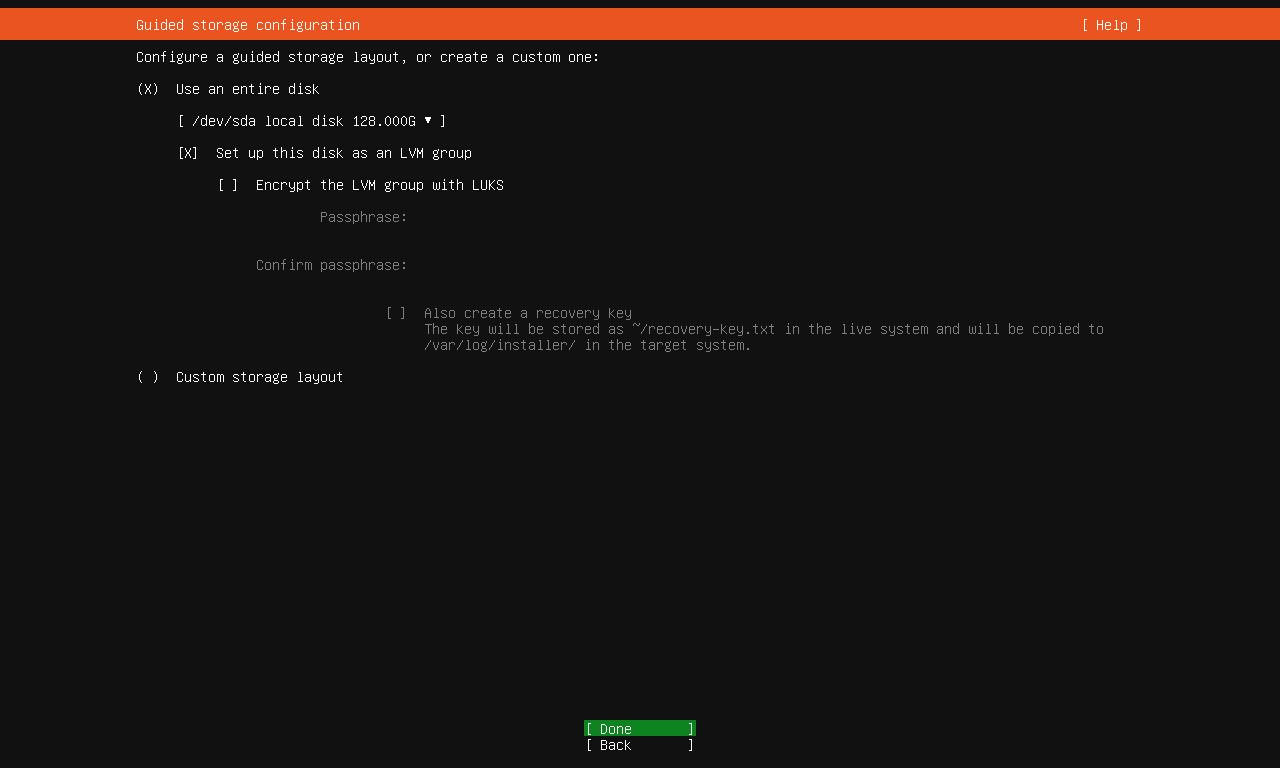 Guided storage configuration [ Help ]
Configure a guided storage layout, or create a custom one:
(X) Use an entire disk
[ /dev/sda local disk 128.000G ▾ ]
[X] Set up this disk as an LVM group
[ ] Encrypt the LVM group with LUKS
Passphrase:
Confirm passphrase:
[ ] Also create a recovery key
The key will be stored as ~/recovery-key.txt in the live system and will be copied to
/var/log/installer/ in the target system.
( ) Custom storage layout
[ Done ]
[ Back ]